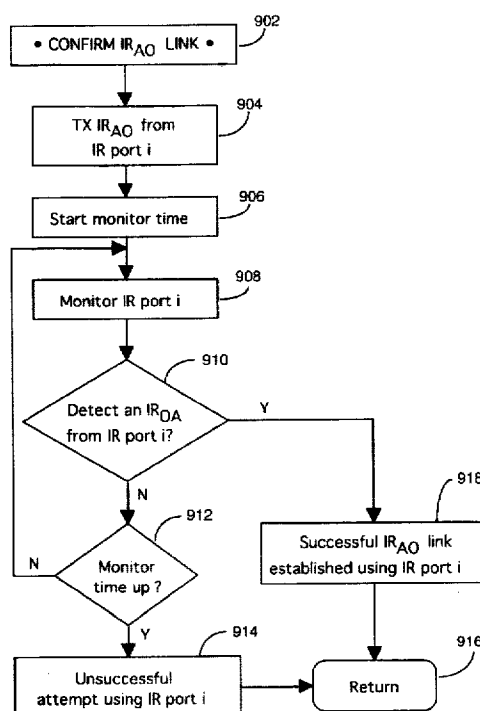 902
• CONFIRM IRAO LINK •
904
TX IRAO from
IR port i
906
Start monitor time
908
Monitor IR port i
910
Detect an IROA
from IR port i?
Y
N
912
N
Monitor
time up ?
Y
918
Successful IRAO link
established using IR port i
914
Unsuccessful
attempt using IR port i
916
Return